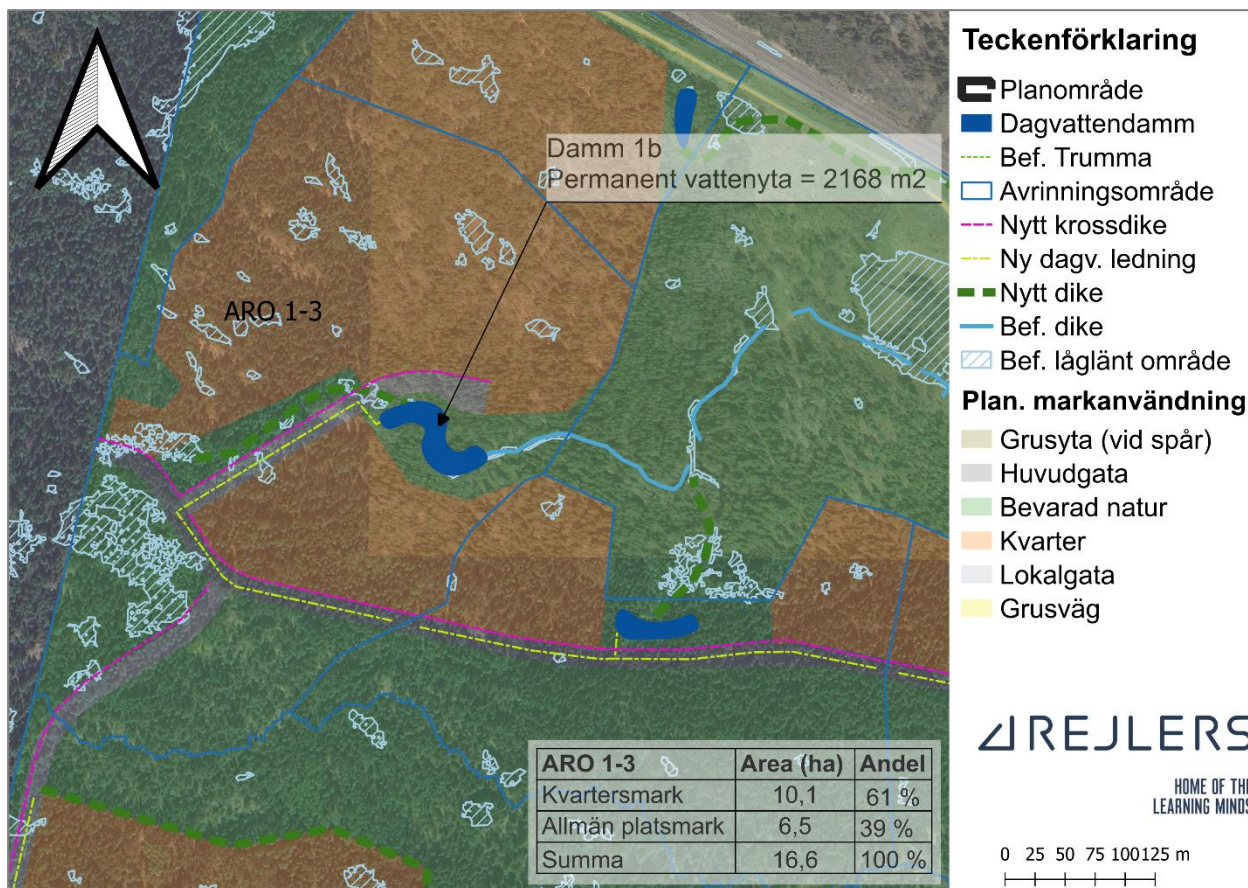 Damm 1b
Permanent vattenyta = 2168 m2
ARO 1-3
ARO 1-3 Area (ha) Andel
Kvartersmark 10,1 61 %
Allmän platsmark 6,5 39 %
Summa 16,6 100 %
Teckenförklaring
Planområde
Dagvattendamm
Bef. Trumma
Avrinningsområde
Nytt krossdike
Ny dagv. ledning
Nytt dike
Bef. dike
Bef. låglänt område
Plan. markanvändning
Grusyta (vid spår)
Huvudgata
Bevarad natur
Kvarter
Lokalgata
Grusväg
REJLERS
HOME OF THE
LEARNING MINDS
0 25 50 75 100 125 m